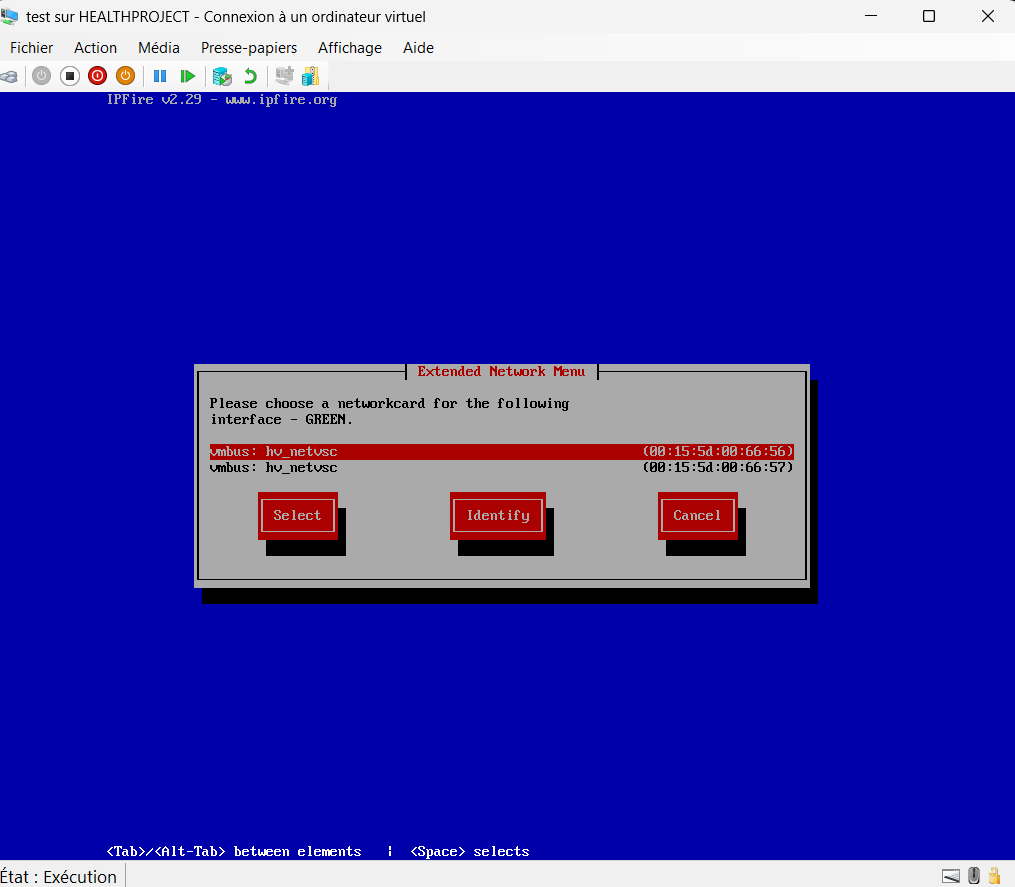 test sur HEALTHPROJECT - Connexion à un ordinateur virtuel
Fichier Action Média Presse-papiers Affichage Aide
IPFire v2.29 - www.ipfire.org
Extended Network Menu
Please choose a networkcard for the following
interface - GREEN.
vmbus: hv_netvsc (00:15:5d:00:66:56)
vmbus: hv_netvsc (00:15:5d:00:66:57)
Select Identify Cancel
<Tab>/<Alt-Tab> between elements | <Space> selects
État : Exécution